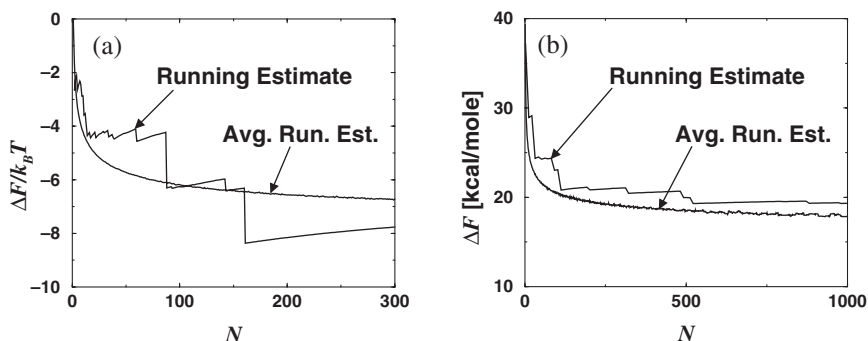 (a)
Running Estimate
Avg. Run. Est.
ΔF/k_BT
0
−2
−4
−6
−8
−10
0
100
200
300
N
(b)
Running Estimate
Avg. Run. Est.
ΔF [kcal/mole]
40
30
20
10
0
500
1000
N